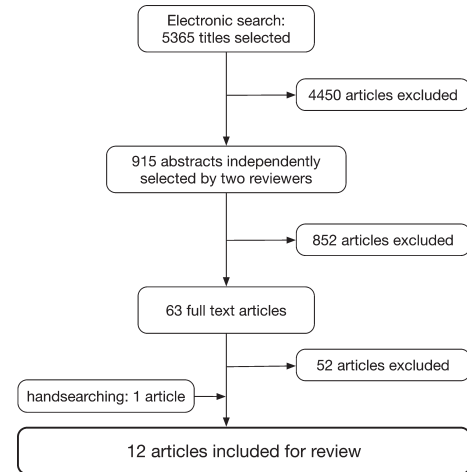 Electronic search:
5365 titles selected
4450 articles excluded
915 abstracts independently
selected by two reviewers
852 articles excluded
63 full text articles
52 articles excluded
handsearching: 1 article
12 articles included for review